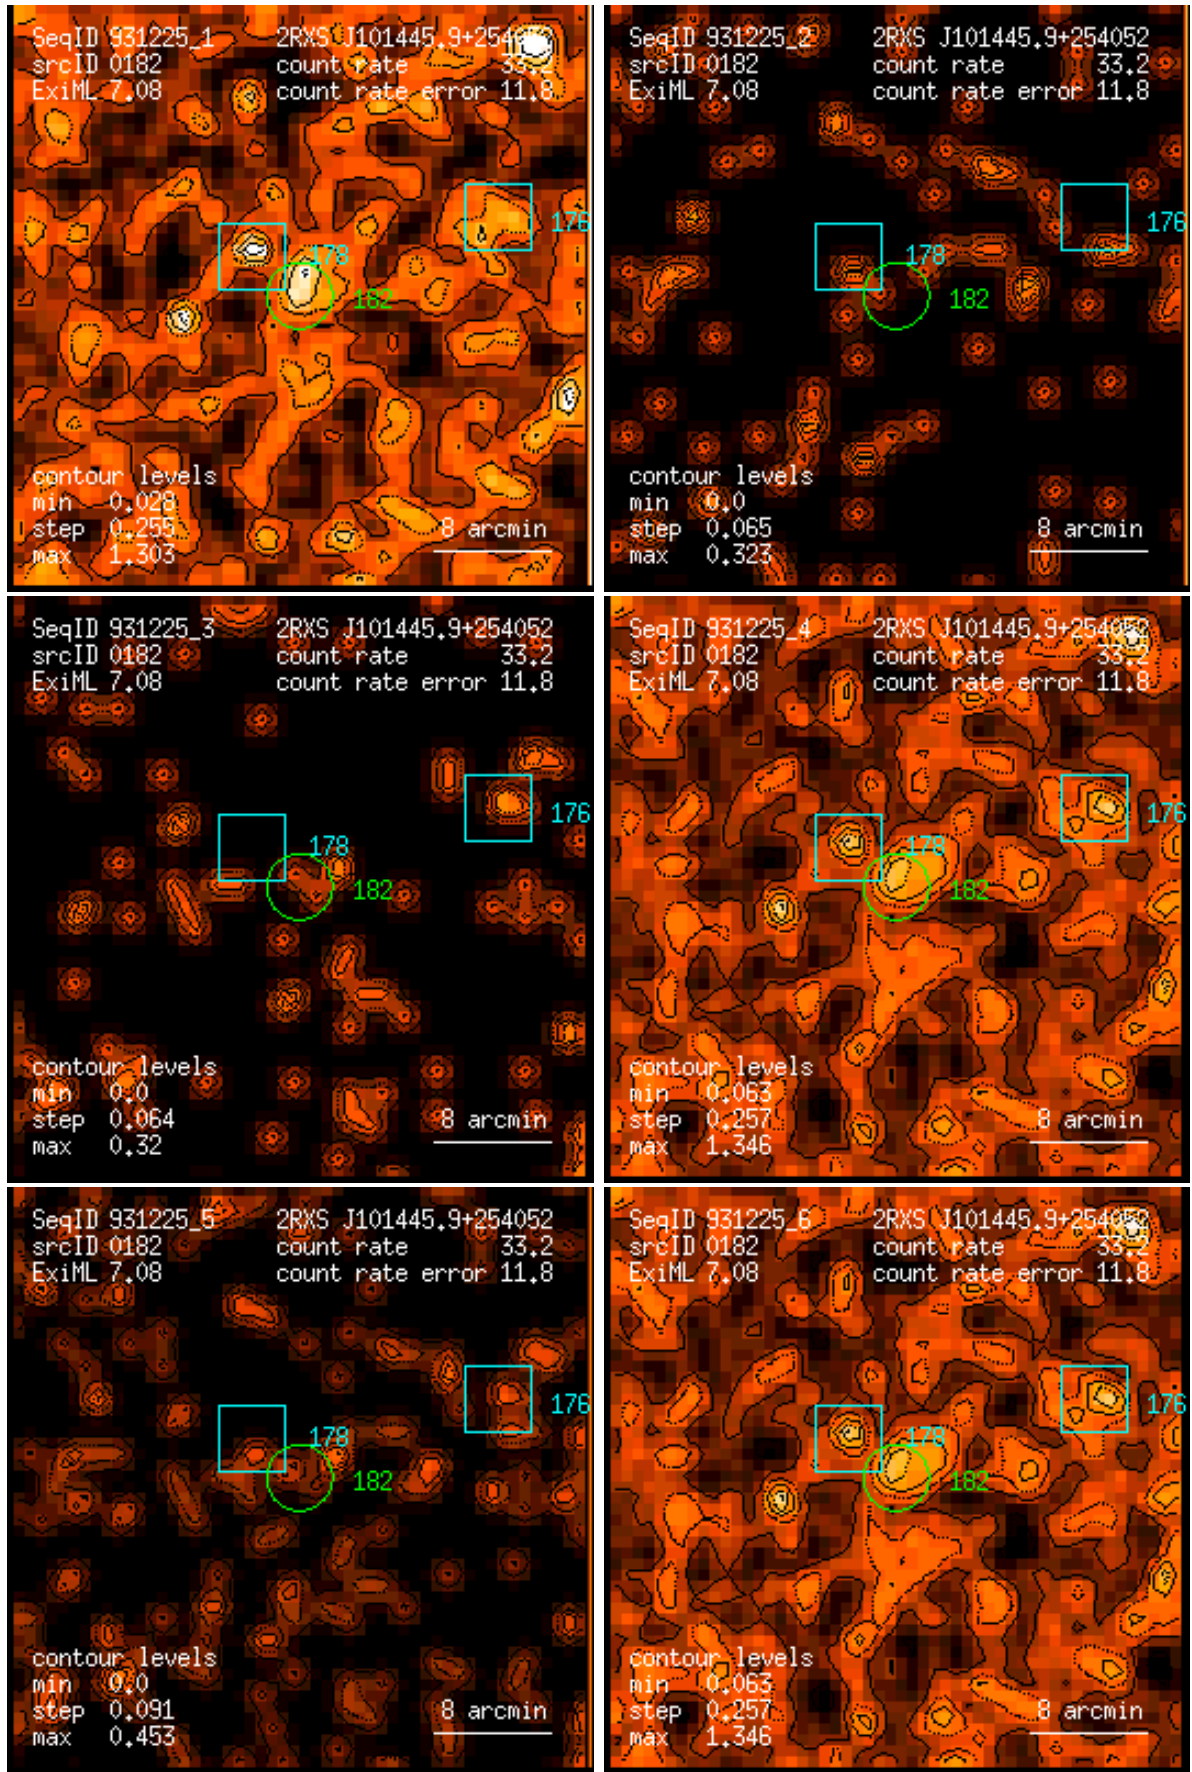 SeqID 931225_1 2RXS J101445.9+254052
srcID 0182 count rate 33.2
ExiML 7.08 count rate error 11.8
176
178
182
contour levels
min 0.028
step 0.255
max 1.303
8 arcmin
SeqID 931225_2 2RXS J101445.9+254052
srcID 0182 count rate 33.2
ExiML 7.08 count rate error 11.8
176
178
182
contour levels
min 0.0
step 0.065
max 0.323
8 arcmin
SeqID 931225_3 2RXS J101445.9+254052
srcID 0182 count rate 33.2
ExiML 7.08 count rate error 11.8
176
178
182
contour levels
min 0.0
step 0.064
max 0.32
8 arcmin
SeqID 931225_4 2RXS J101445.9+254052
srcID 0182 count rate 33.2
ExiML 7.08 count rate error 11.8
176
178
182
contour levels
min 0.063
step 0.257
max 1.346
8 arcmin
SeqID 931225_5 2RXS J101445.9+254052
srcID 0182 count rate 33.2
ExiML 7.08 count rate error 11.8
176
178
182
contour levels
min 0.0
step 0.091
max 0.453
8 arcmin
SeqID 931225_6 2RXS J101445.9+254052
srcID 0182 count rate 33.2
ExiML 7.08 count rate error 11.8
176
178
182
contour levels
min 0.063
step 0.257
max 1.346
8 arcmin